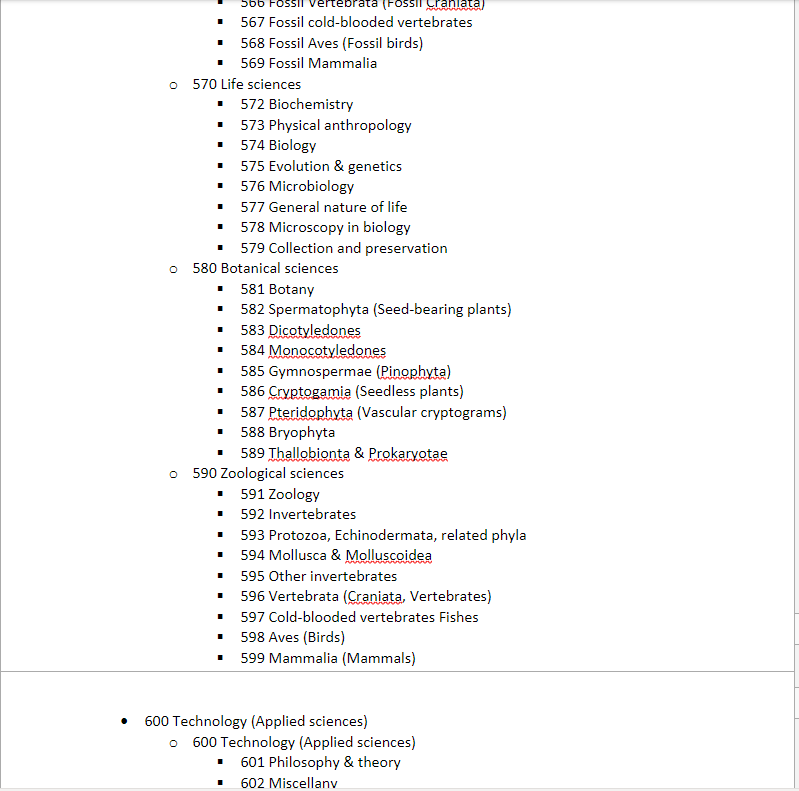 566 Fossil Vertebrata (Fossil Craniata)
▪ 567 Fossil cold-blooded vertebrates
▪ 568 Fossil Aves (Fossil birds)
▪ 569 Fossil Mammalia
o 570 Life sciences
▪ 572 Biochemistry
▪ 573 Physical anthropology
▪ 574 Biology
▪ 575 Evolution & genetics
▪ 576 Microbiology
▪ 577 General nature of life
▪ 578 Microscopy in biology
▪ 579 Collection and preservation
o 580 Botanical sciences
▪ 581 Botany
▪ 582 Spermatophyta (Seed-bearing plants)
▪ 583 Dicotyledones
▪ 584 Monocotyledones
▪ 585 Gymnospermae (Pinophyta)
▪ 586 Cryptogamia (Seedless plants)
▪ 587 Pteridophyta (Vascular cryptograms)
▪ 588 Bryophyta
▪ 589 Thallobionta & Prokaryotae
o 590 Zoological sciences
▪ 591 Zoology
▪ 592 Invertebrates
▪ 593 Protozoa, Echinodermata, related phyla
▪ 594 Mollusca & Molluscoidea
▪ 595 Other invertebrates
▪ 596 Vertebrata (Craniata, Vertebrates)
▪ 597 Cold-blooded vertebrates Fishes
▪ 598 Aves (Birds)
▪ 599 Mammalia (Mammals)
• 600 Technology (Applied sciences)
o 600 Technology (Applied sciences)
▪ 601 Philosophy & theory
▪ 602 Miscellany